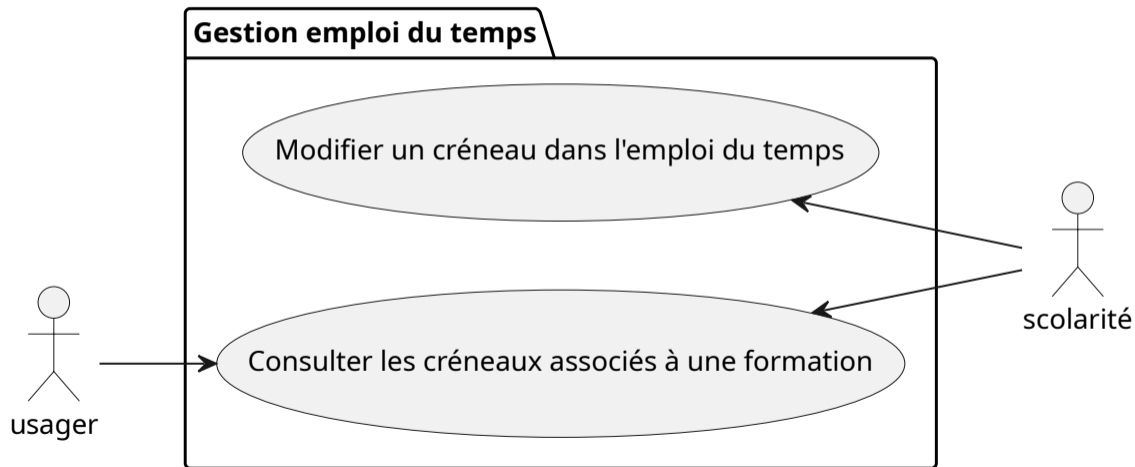 Gestion emploi du temps
Modifier un créneau dans l'emploi du temps
scolarité
Consulter les créneaux associés à une formation
usager